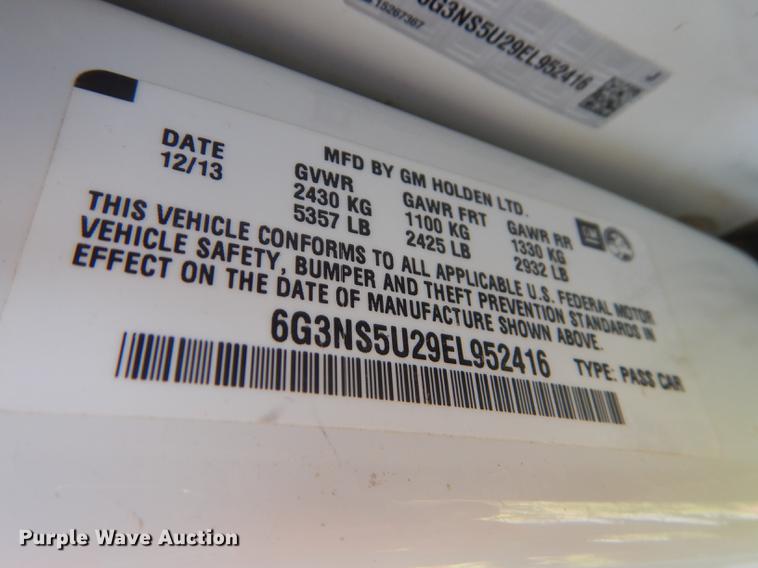 15267367
6G3NS5U29EL952416
J
MFD BY GM HOLDEN LTD.
DATE
12/13
GVWR
2430 KG
5357 LB
GAWR FRT
1100 KG
2425 LB
GAWR RR
1330 KG
2932 LB
GM
THIS VEHICLE CONFORMS TO ALL APPLICABLE U.S. FEDERAL MOTOR
VEHICLE SAFETY, BUMPER AND THEFT PREVENTION STANDARDS IN
EFFECT ON THE DATE OF MANUFACTURE SHOWN ABOVE.
6G3NS5U29EL952416
TYPE: PASS CAR
Purple Wave Auction